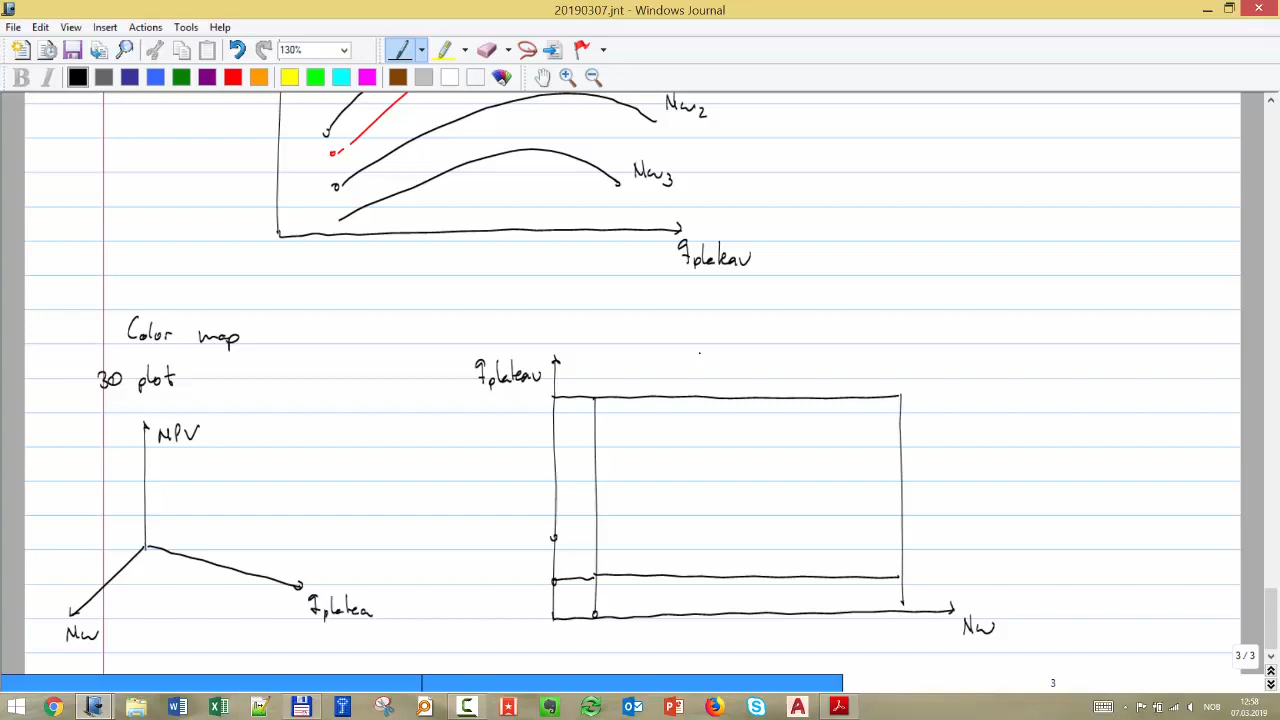 20190307.jnt - Windows Journal
File Edit View Insert Actions Tools Help
130%
B I
Nw2
Nw3
qplateau
Color map
3D plot
NPV
qplatea
Nw
qplateau
Nw
3 / 3
3
NOB
12:58
07.03.2019